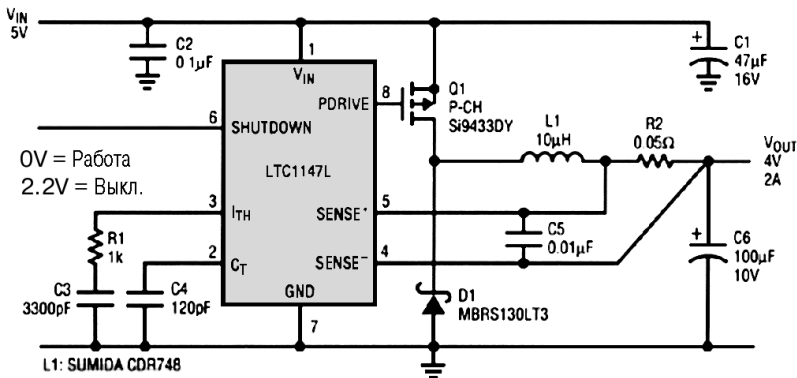 VIN
5V
C2
0.1µF
1
VIN
PDRIVE
8
Q1
P-CH
Si9433DY
+
C1
47µF
16V
6
SHUTDOWN
0V = Работа
2.2V = Выкл.
LTC1147L
L1
10µH
R2
0.05Ω
VOUT
4V
2A
3
ITH
SENSE+
5
R1
1k
C5
0.01µF
2
CT
SENSE−
4
+
C6
100µF
10V
C3
3300pF
C4
120pF
GND
7
D1
MBRS130LT3
L1: SUMIDA CDR748